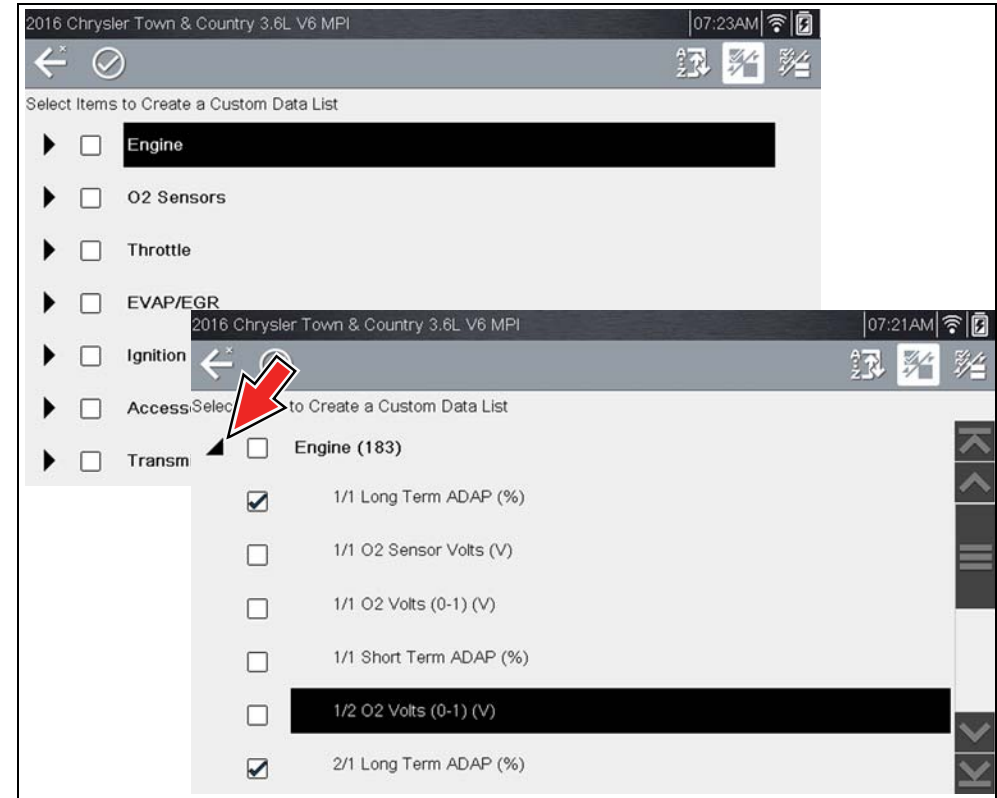 2016 Chrysler Town & Country 3.6L V6 MPI 07:23AM
A
Z
Select Items to Create a Custom Data List
Engine
O2 Sensors
Throttle
EVAP/EGR
Ignition
Access
Transm
2016 Chrysler Town & Country 3.6L V6 MPI 07:21AM
A
Z
Selec to Create a Custom Data List
Engine (183)
1/1 Long Term ADAP (%)
1/1 O2 Sensor Volts (V)
1/1 O2 Volts (0-1) (V)
1/1 Short Term ADAP (%)
1/2 O2 Volts (0-1) (V)
2/1 Long Term ADAP (%)